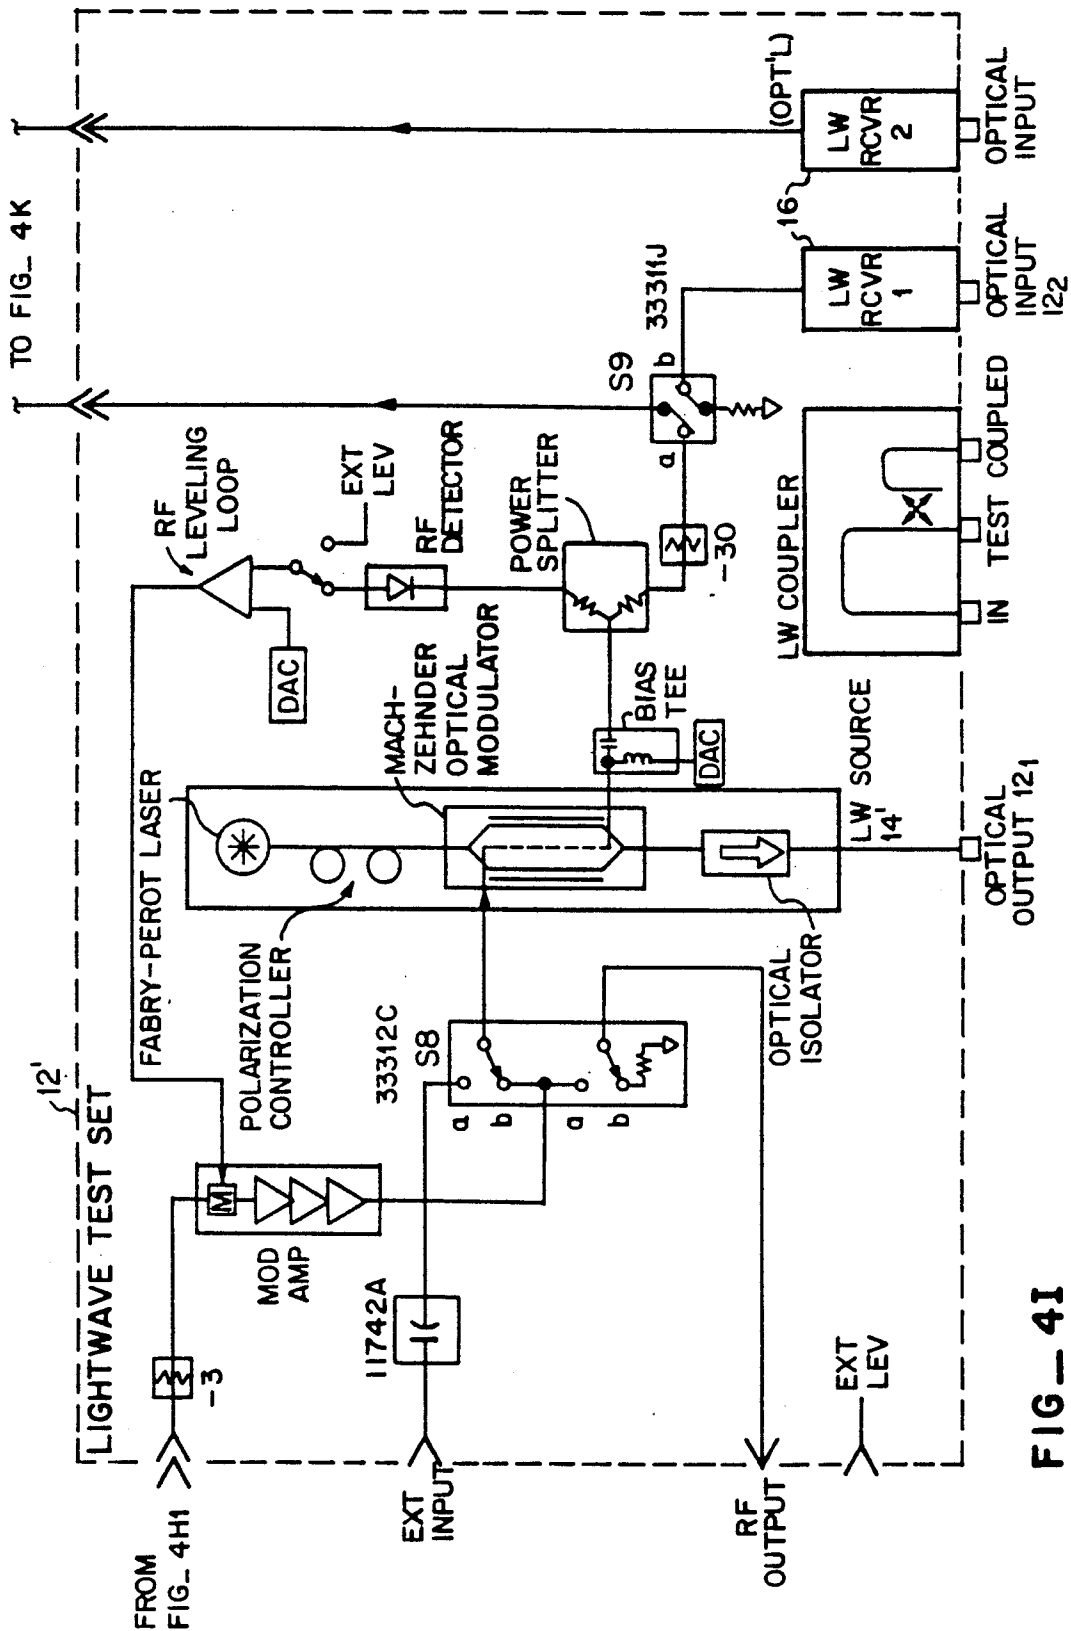 TO FIG_ 4K
12'
LIGHTWAVE TEST SET
FROM
FIG_ 4H1
-3
MOD
AMP
M
FABRY-PEROT LASER
RF
LEVELING
LOOP
DAC
EXT
LEV
RF
DETECTOR
POLARIZATION
CONTROLLER
MACH-
ZEHNDER
OPTICAL
MODULATOR
POWER
SPLITTER
BIAS
TEE
DAC
-30
S9
33311J
a
b
11742A
EXT
INPUT
33312C
S8
a
b
a
b
RF
OUTPUT
EXT
LEV
OPTICAL
ISOLATOR
LW SOURCE
14'
OPTICAL
OUTPUT 12₁
LW COUPLER
IN
TEST
COUPLED
16
LW
RCVR
1
OPTICAL
INPUT
12₂
(OPT'L)
LW
RCVR
2
OPTICAL
INPUT
FIG_ 4I